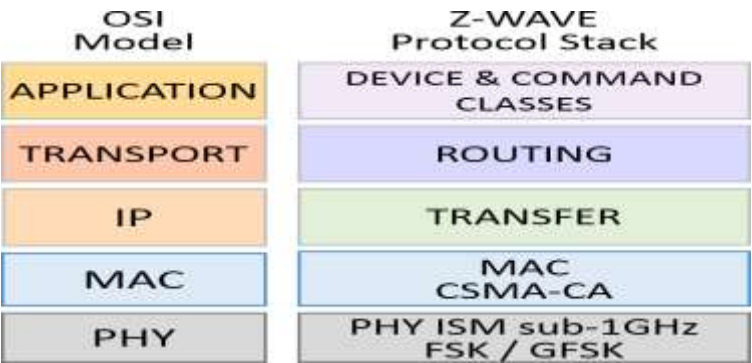 OSI
Model
Z-WAVE
Protocol Stack
APPLICATION
DEVICE & COMMAND
CLASSES
TRANSPORT
ROUTING
IP
TRANSFER
MAC
MAC
CSMA-CA
PHY
PHY ISM sub-1GHz
FSK / GFSK